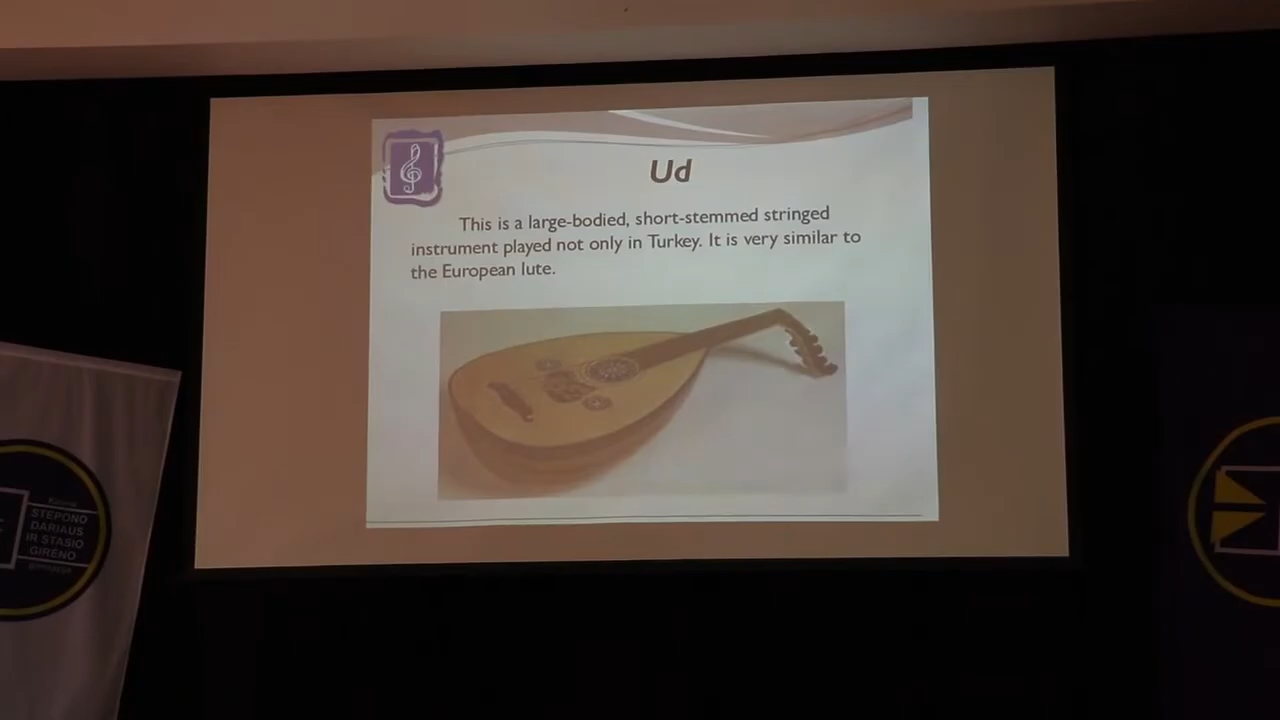 Ud
This is a large-bodied, short-stemmed stringed
instrument played not only in Turkey. It is very similar to
the European lute.
STEPONO
DARIAUS
IR STASIO
GIRĖNO